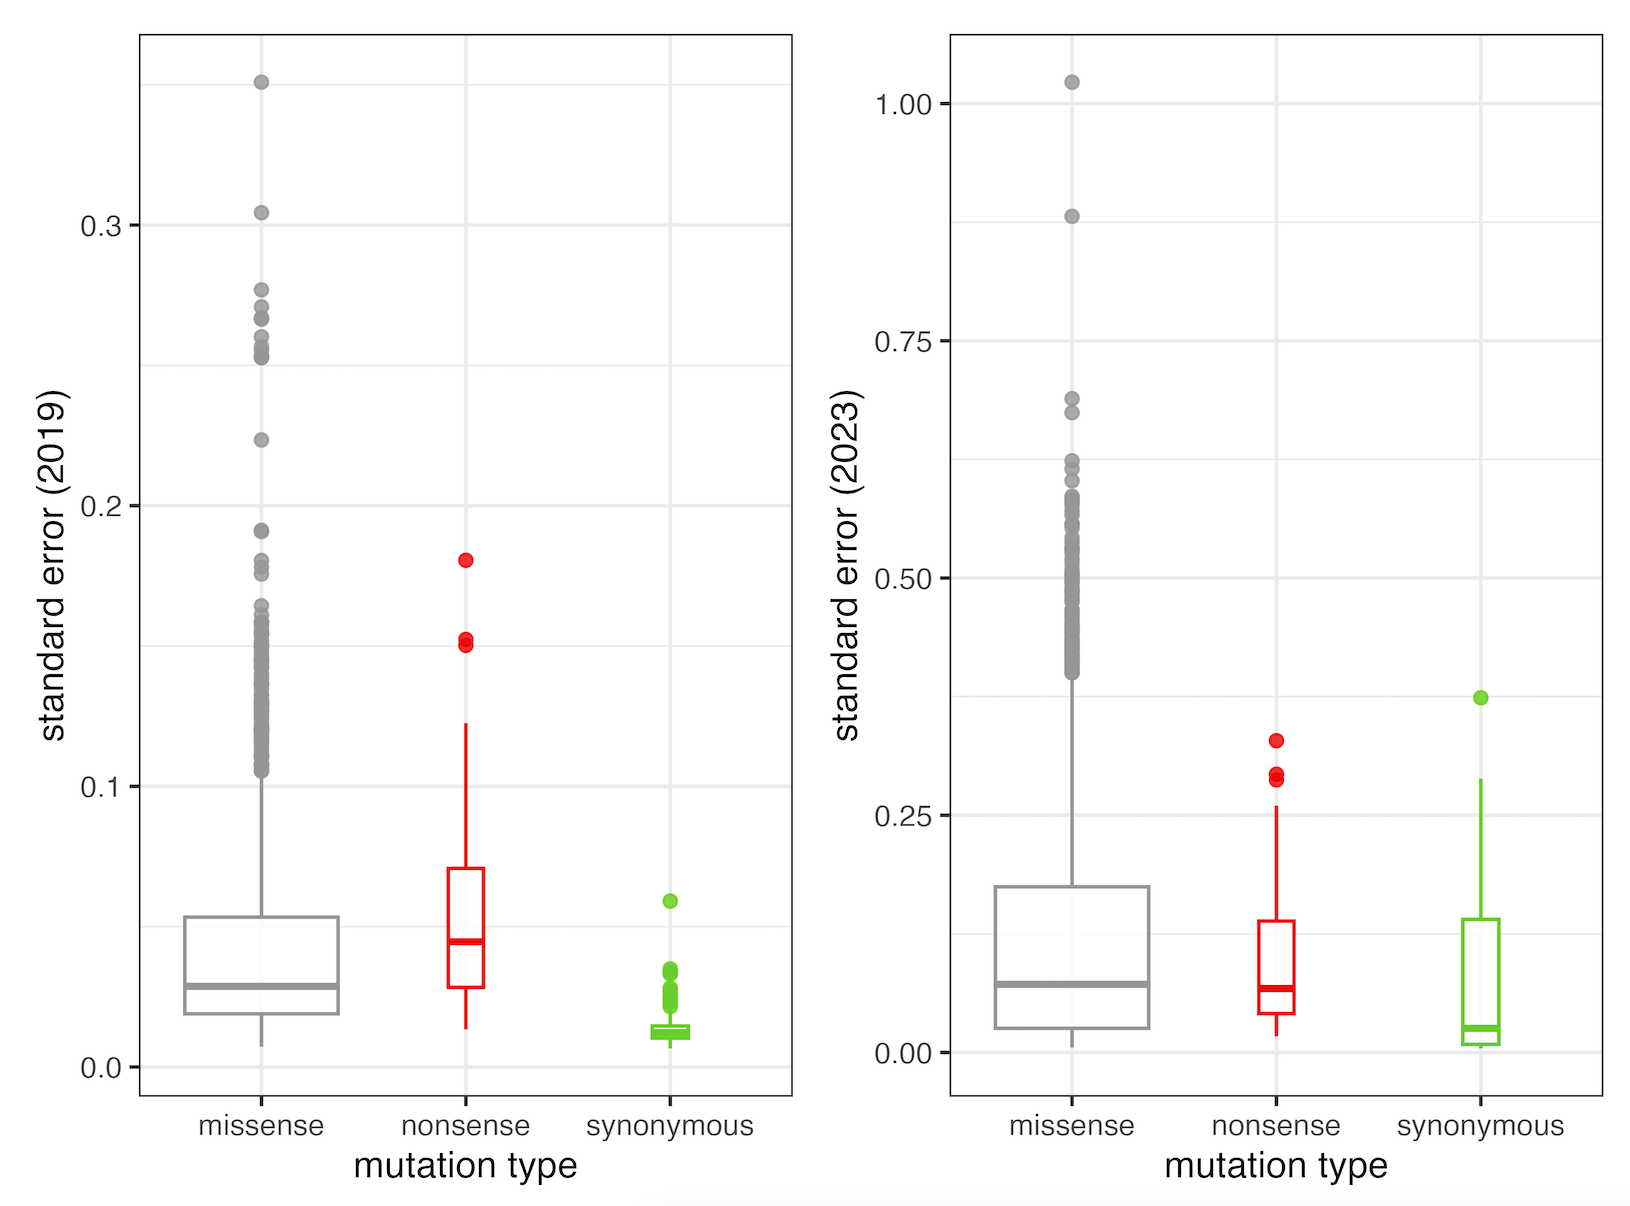 standard error (2019)
0.3
0.2
0.1
0.0
missense nonsense synonymous
mutation type
standard error (2023)
1.00
0.75
0.50
0.25
0.00
missense nonsense synonymous
mutation type